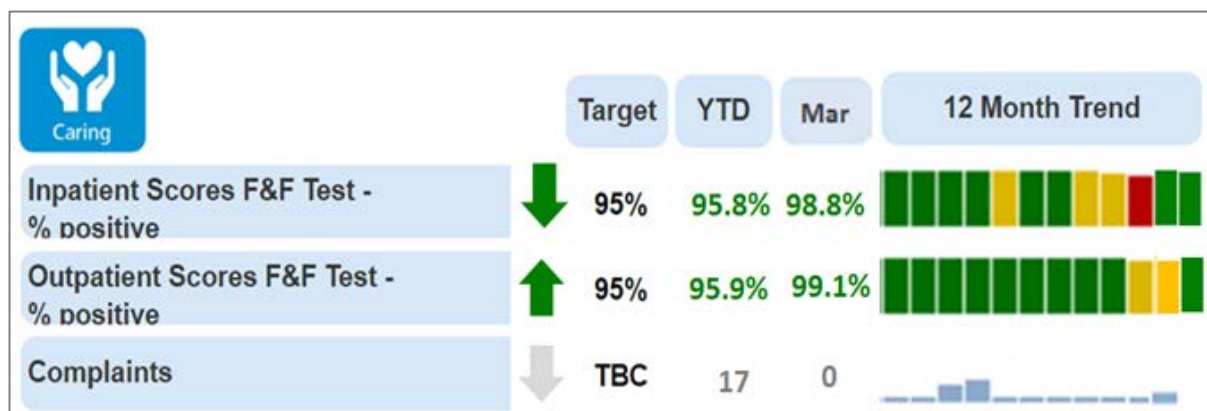 Caring
Target YTD Mar 12 Month Trend
Inpatient Scores F&F Test -
% positive
95% 95.8% 98.8%
Outpatient Scores F&F Test -
% positive
95% 95.9% 99.1%
Complaints TBC 17 0